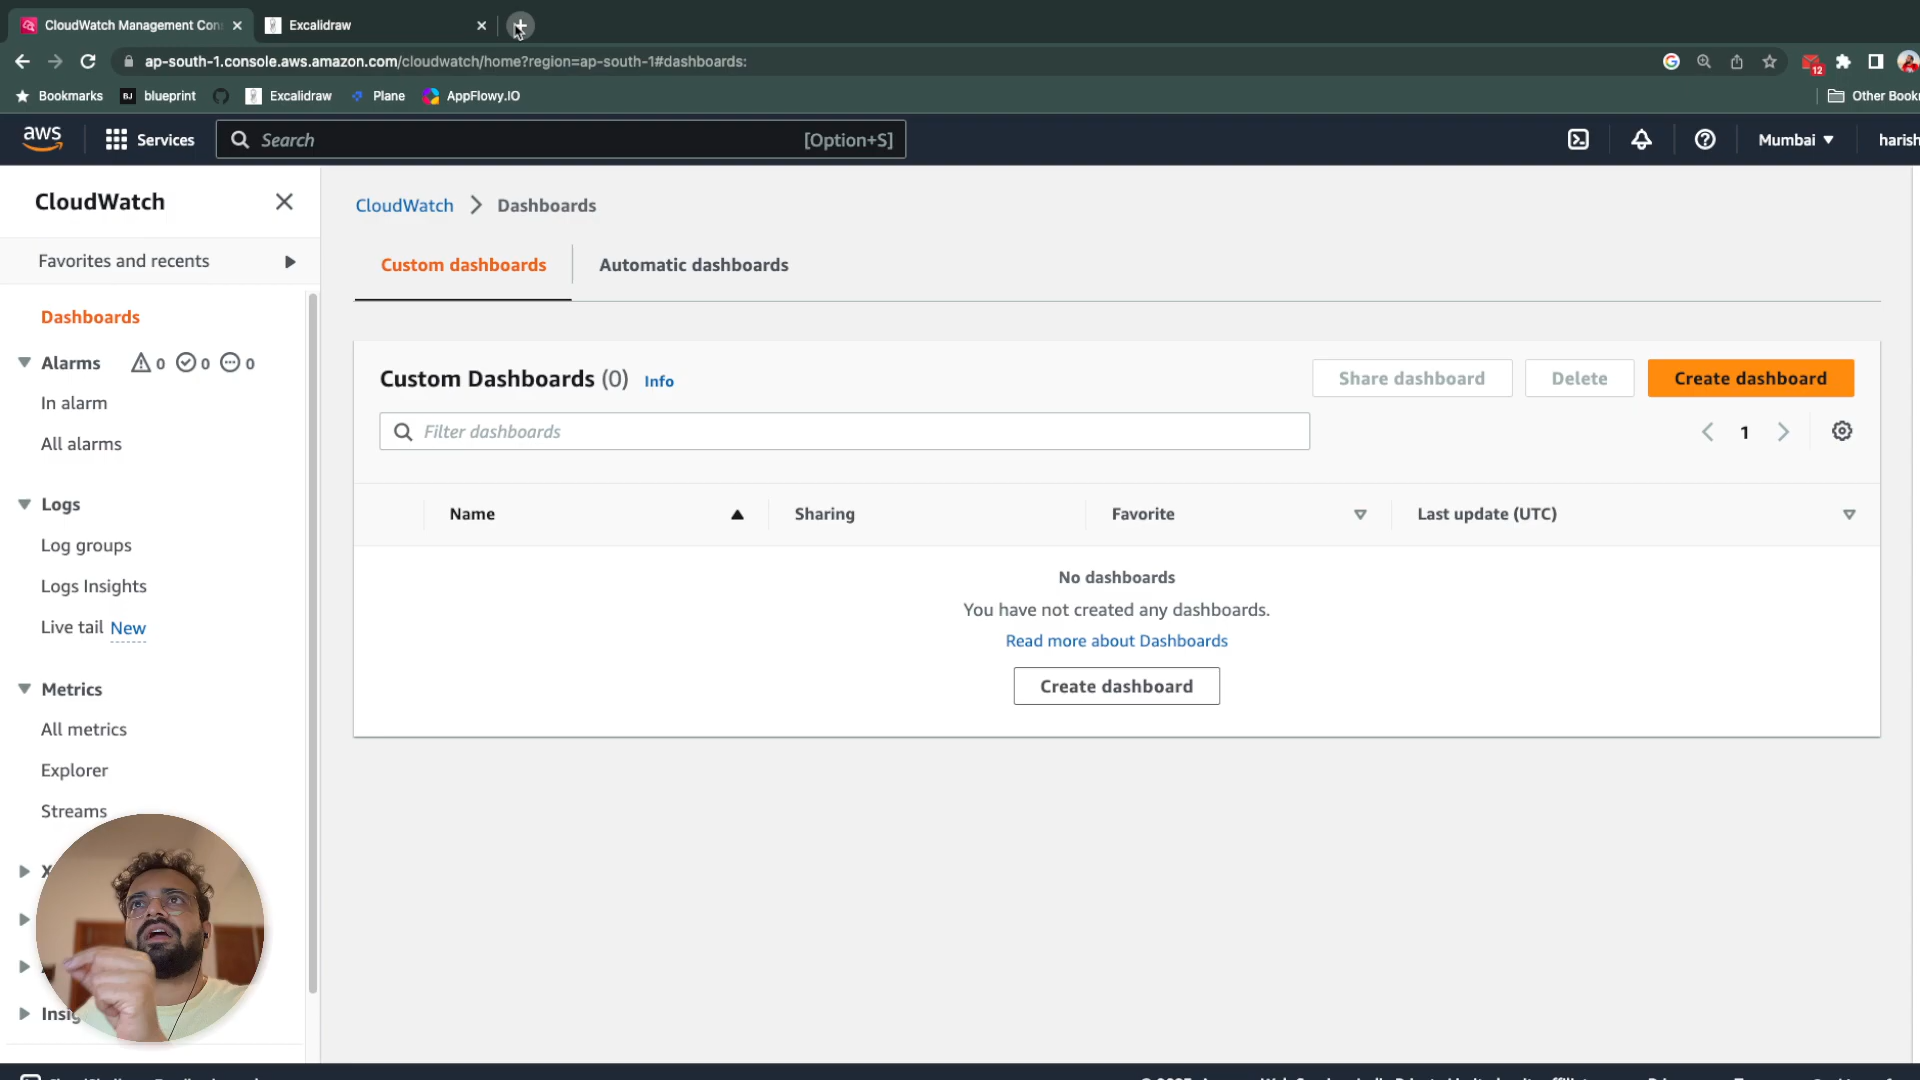 CloudWatch Management Con
Excalidraw
ap-south-1.console.aws.amazon.com/cloudwatch/home?region=ap-south-1#dashboards:
12
Bookmarks
BJ
blueprint
Excalidraw
Plane
AppFlowy.IO
Other Book
aws
Services
Search
[Option+S]
Mumbai
harish
CloudWatch
Favorites and recents
Dashboards
Alarms 0 0 0
In alarm
All alarms
Logs
Log groups
Logs Insights
Live tail New
Metrics
All metrics
Explorer
Streams
X
Insig
CloudWatch > Dashboards
Custom dashboards
Automatic dashboards
Custom Dashboards (0) Info
Share dashboard
Delete
Create dashboard
Filter dashboards
1
Name
Sharing
Favorite
Last update (UTC)
No dashboards
You have not created any dashboards.
Read more about Dashboards
Create dashboard